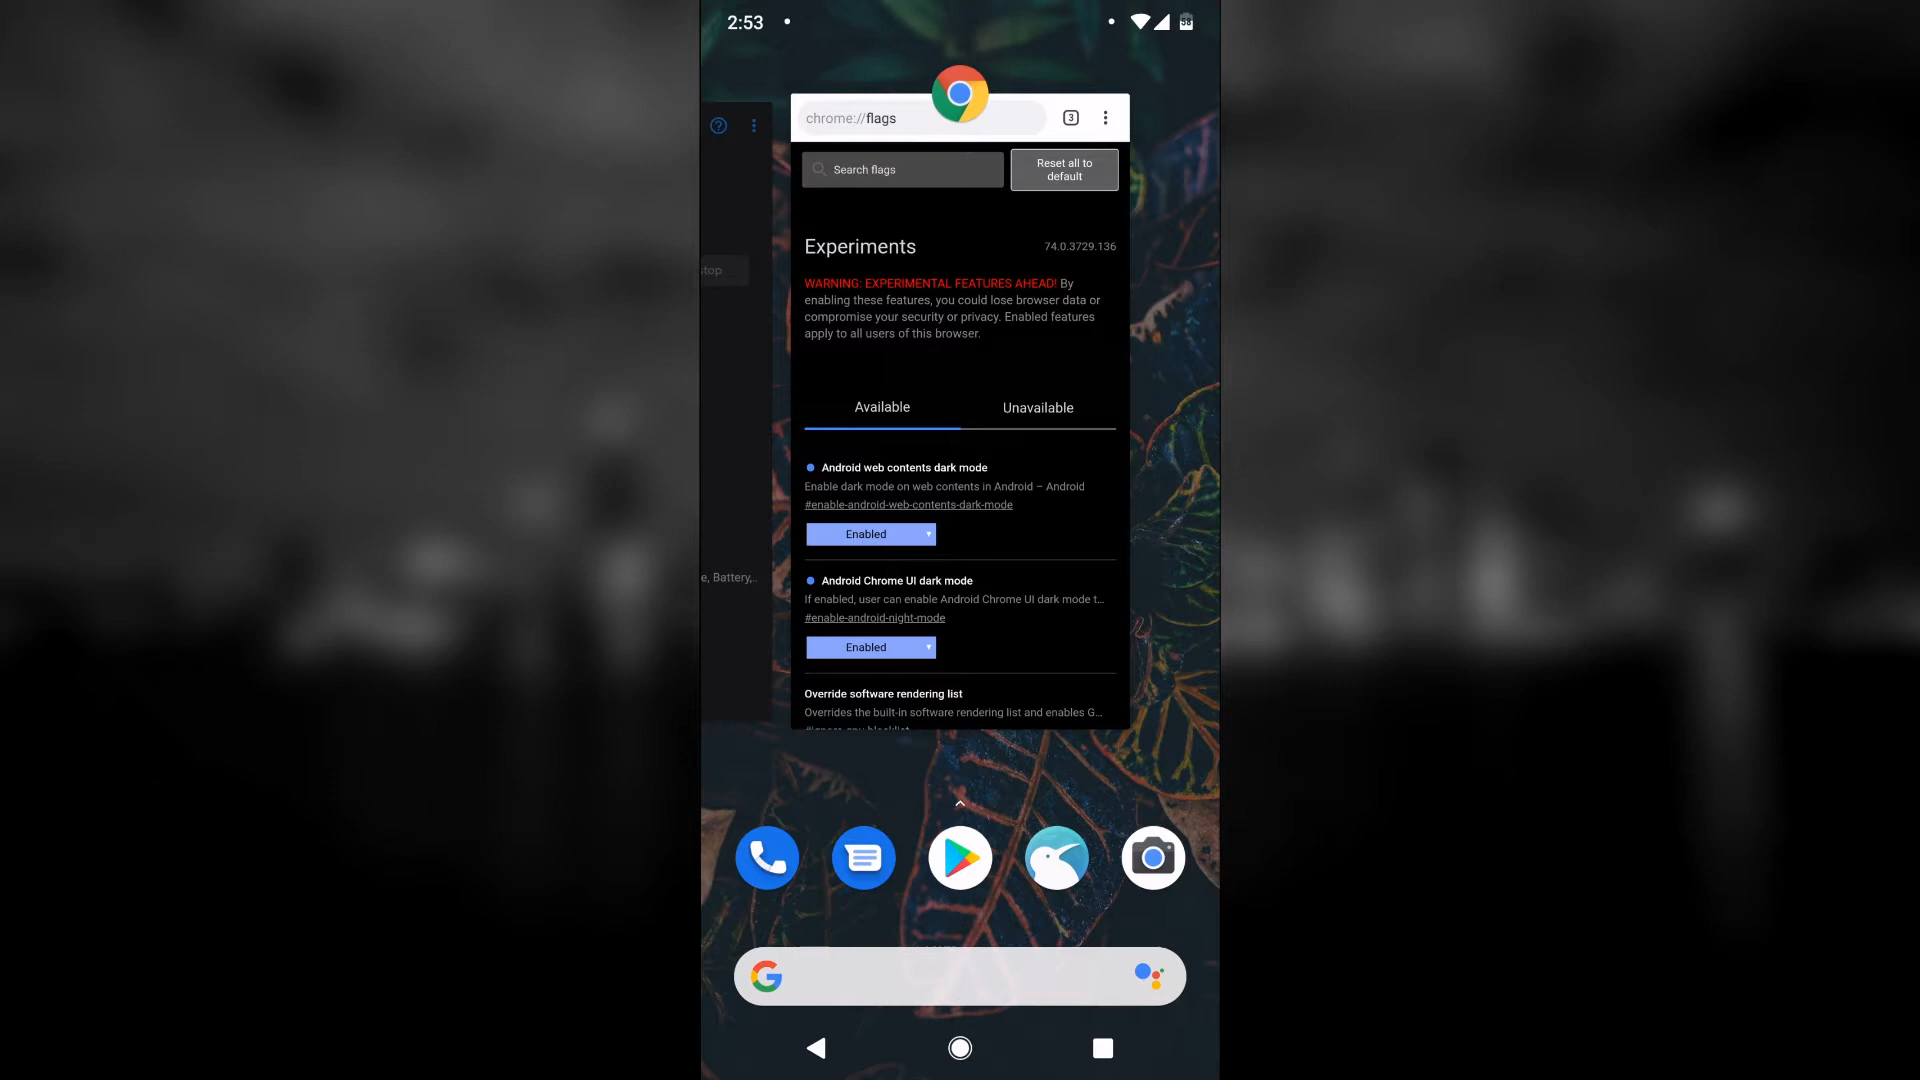 2:53
58
chrome://flags
3
Search flags
Reset all to
default
stop
Experiments
74.0.3729.136
WARNING: EXPERIMENTAL FEATURES AHEAD! By
enabling these features, you could lose browser data or
compromise your security or privacy. Enabled features
apply to all users of this browser.
Available
Unavailable
Android web contents dark mode
Enable dark mode on web contents in Android – Android
#enable-android-web-contents-dark-mode
Enabled
e, Battery,..
Android Chrome UI dark mode
If enabled, user can enable Android Chrome UI dark mode t...
#enable-android-night-mode
Enabled
Override software rendering list
Overrides the built-in software rendering list and enables G...
#ignore-gpu-blacklist